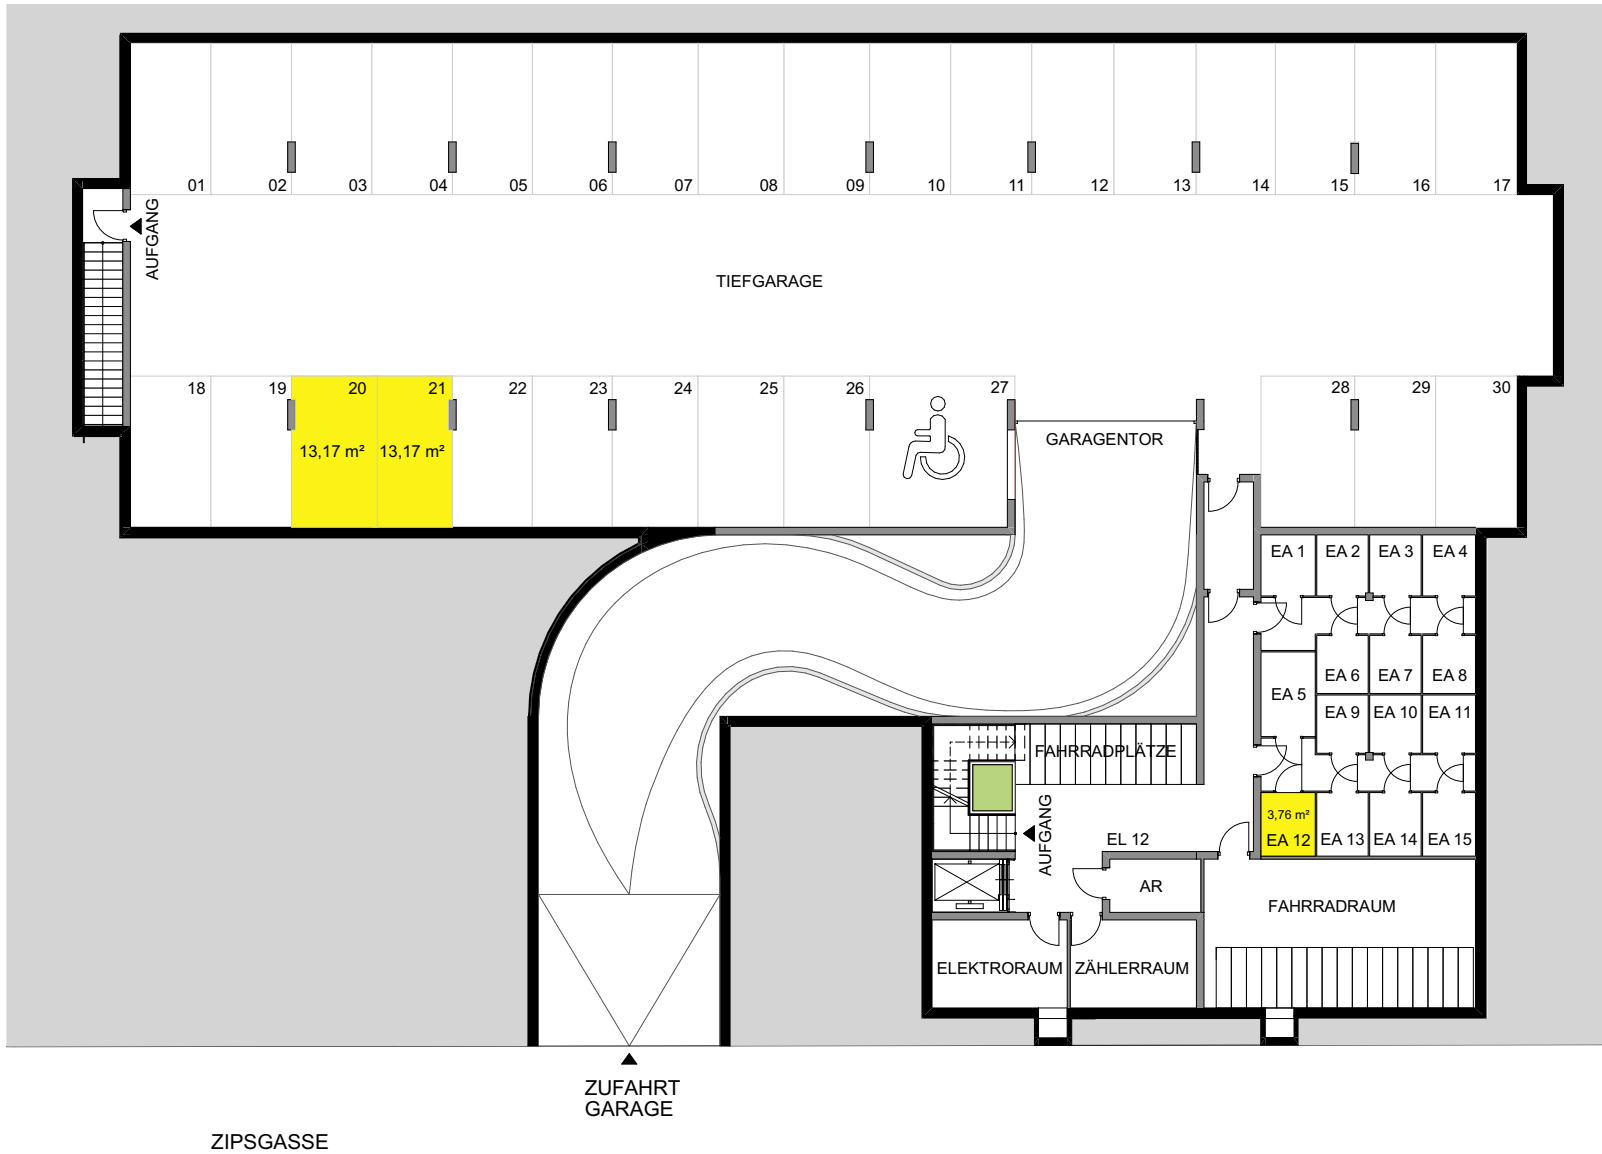 01 02 03 04 05 06 07 08 09 10 11 12 13 14 15 16 17
AUFGANG
TIEFGARAGE
18 19 20 21 22 23 24 25 26 27 28 29 30
13,17 m² 13,17 m²
GARAGENTOR
EA 1 EA 2 EA 3 EA 4
EA 6 EA 7 EA 8
EA 5
EA 9 EA 10 EA 11
FAHRRADPLÄTZE
3,76 m²
AUFGANG
EL 12
EA 12 EA 13 EA 14 EA 15
AR
FAHRRADRAUM
ELEKTRORAUM ZÄHLERRAUM
ZUFAHRT
GARAGE
ZIPSGASSE